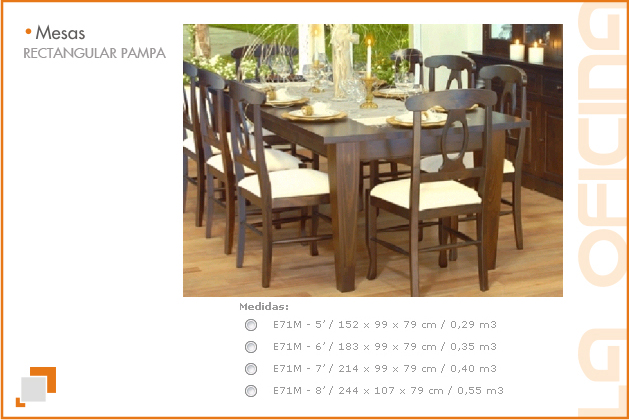 • Mesas
RECTANGULAR PAMPA
Medidas:
E71M - 5’ / 152 x 99 x 79 cm / 0,29 m3
E71M - 6’ / 183 x 99 x 79 cm / 0,35 m3
E71M - 7’ / 214 x 99 x 79 cm / 0,40 m3
E71M - 8’ / 244 x 107 x 79 cm / 0,55 m3
LA OFICINA